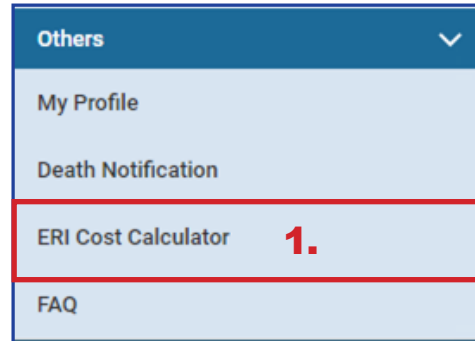 Others
My Profile
Death Notification
ERI Cost Calculator 1.
FAQ